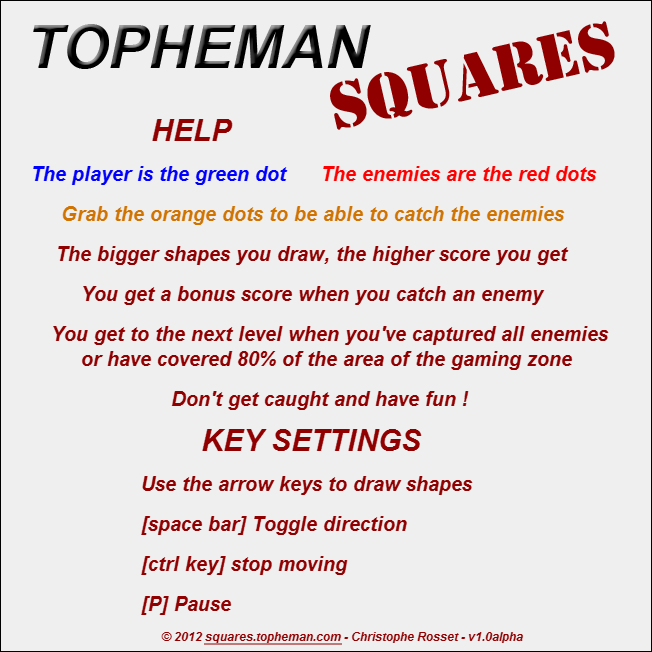 TOPHEMAN
SQUARES
HELP
The player is the green dot
The enemies are the red dots
Grab the orange dots to be able to catch the enemies
The bigger shapes you draw, the higher score you get
You get a bonus score when you catch an enemy
You get to the next level when you've captured all enemies
or have covered 80% of the area of the gaming zone
Don't get caught and have fun !
KEY SETTINGS
Use the arrow keys to draw shapes
[space bar] Toggle direction
[ctrl key] stop moving
[P] Pause
© 2012 squares.topheman.com - Christophe Rosset - v1.0alpha